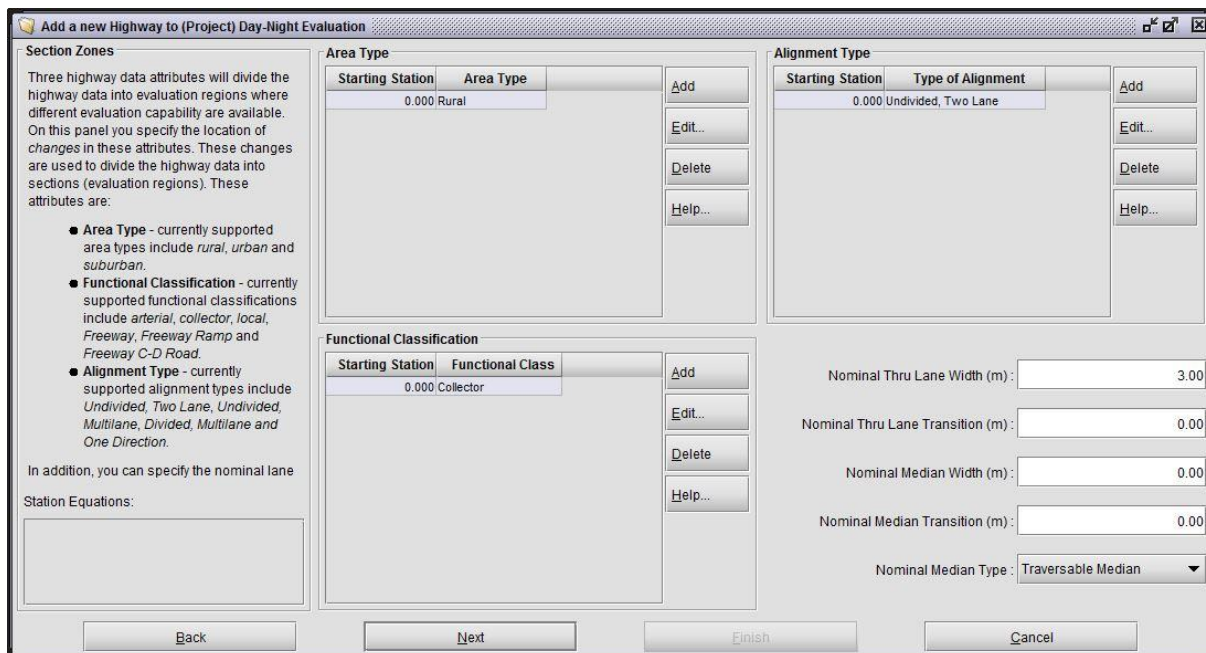 Add a new Highway to (Project) Day-Night Evaluation
Section Zones
Three highway data attributes will divide the
highway data into evaluation regions where
different evaluation capability are available.
On this panel you specify the location of
changes in these attributes. These changes
are used to divide the highway data into
sections (evaluation regions). These
attributes are:
Area Type - currently supported
area types include rural, urban and
suburban.
Functional Classification - currently
supported functional classifications
include arterial, collector, local,
Freeway, Freeway Ramp and
Freeway C-D Road.
Alignment Type - currently
supported alignment types include
Undivided, Two Lane, Undivided,
Multilane, Divided, Multilane and
One Direction.
In addition, you can specify the nominal lane
Station Equations:
Area Type
Starting Station Area Type
0.000 Rural
Add
Edit...
Delete
Help...
Alignment Type
Starting Station Type of Alignment
0.000 Undivided, Two Lane
Add
Edit...
Delete
Help...
Functional Classification
Starting Station Functional Class
0.000 Collector
Add
Edit...
Delete
Help...
Nominal Thru Lane Width (m) : 3.00
Nominal Thru Lane Transition (m) : 0.00
Nominal Median Width (m) : 0.00
Nominal Median Transition (m) : 0.00
Nominal Median Type : Traversable Median
Back Next Finish Cancel